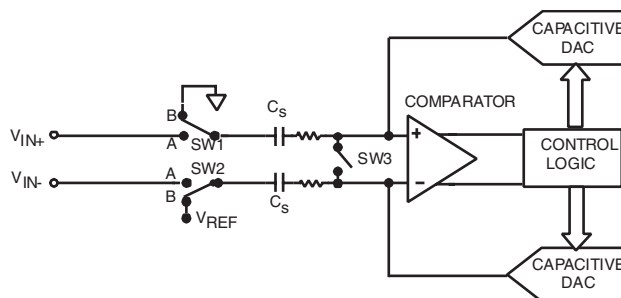 CAPACITIVE
DAC
B
C_S
COMPARATOR
V_IN+
A
SW1
+
SW3
CONTROL
LOGIC
V_IN-
A
SW2
B
C_S
–
V_REF
CAPACITIVE
DAC